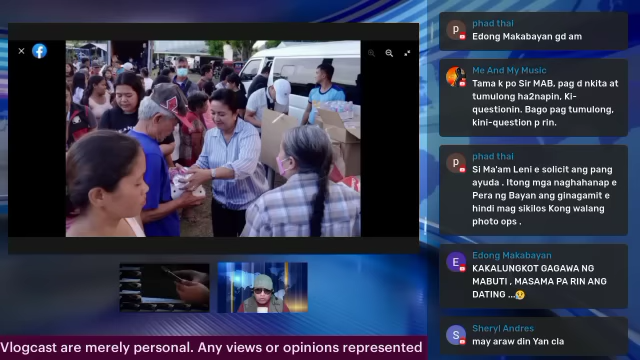 phad thai
Edong Makabayan gd am
Me And My Music
Tama k po Sir MAB, pag d nkita at
tumulong ha2napin. Ki-
questionin. Bago pag tumulong,
kini-question p rin.
phad thai
SI Ma'am Leni e solicit ang pang
ayuda . Itong mga naghahanap e
Pera ng Bayan ang ginagamit e
hindi mag sikilos Kong walang
photo ops .
Edong Makabayan
KAKALUNGKOT GAGAWA NG
MABUTI , MASAMA PA RIN ANG
DATING ...😢
Sheryl Andres
may araw din Yan cla
Vlogcast are merely personal. Any views or opinions represented